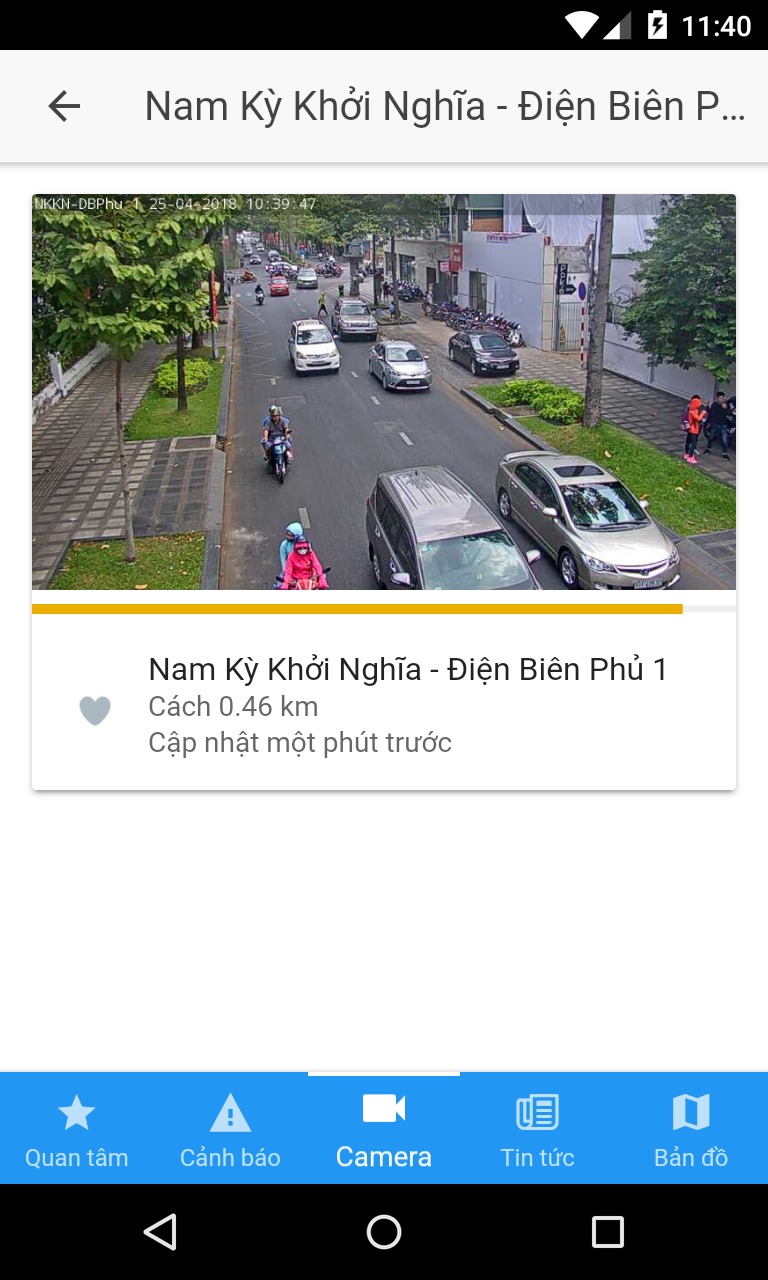 11:40
Nam Kỳ Khởi Nghĩa - Điện Biên P...
NKKN-DBPhu 1 25-04-2018 10:39:47
Nam Kỳ Khởi Nghĩa - Điện Biên Phủ 1
Cách 0.46 km
Cập nhật một phút trước
Quan tâm
Cảnh báo
Camera
Tin tức
Bản đồ